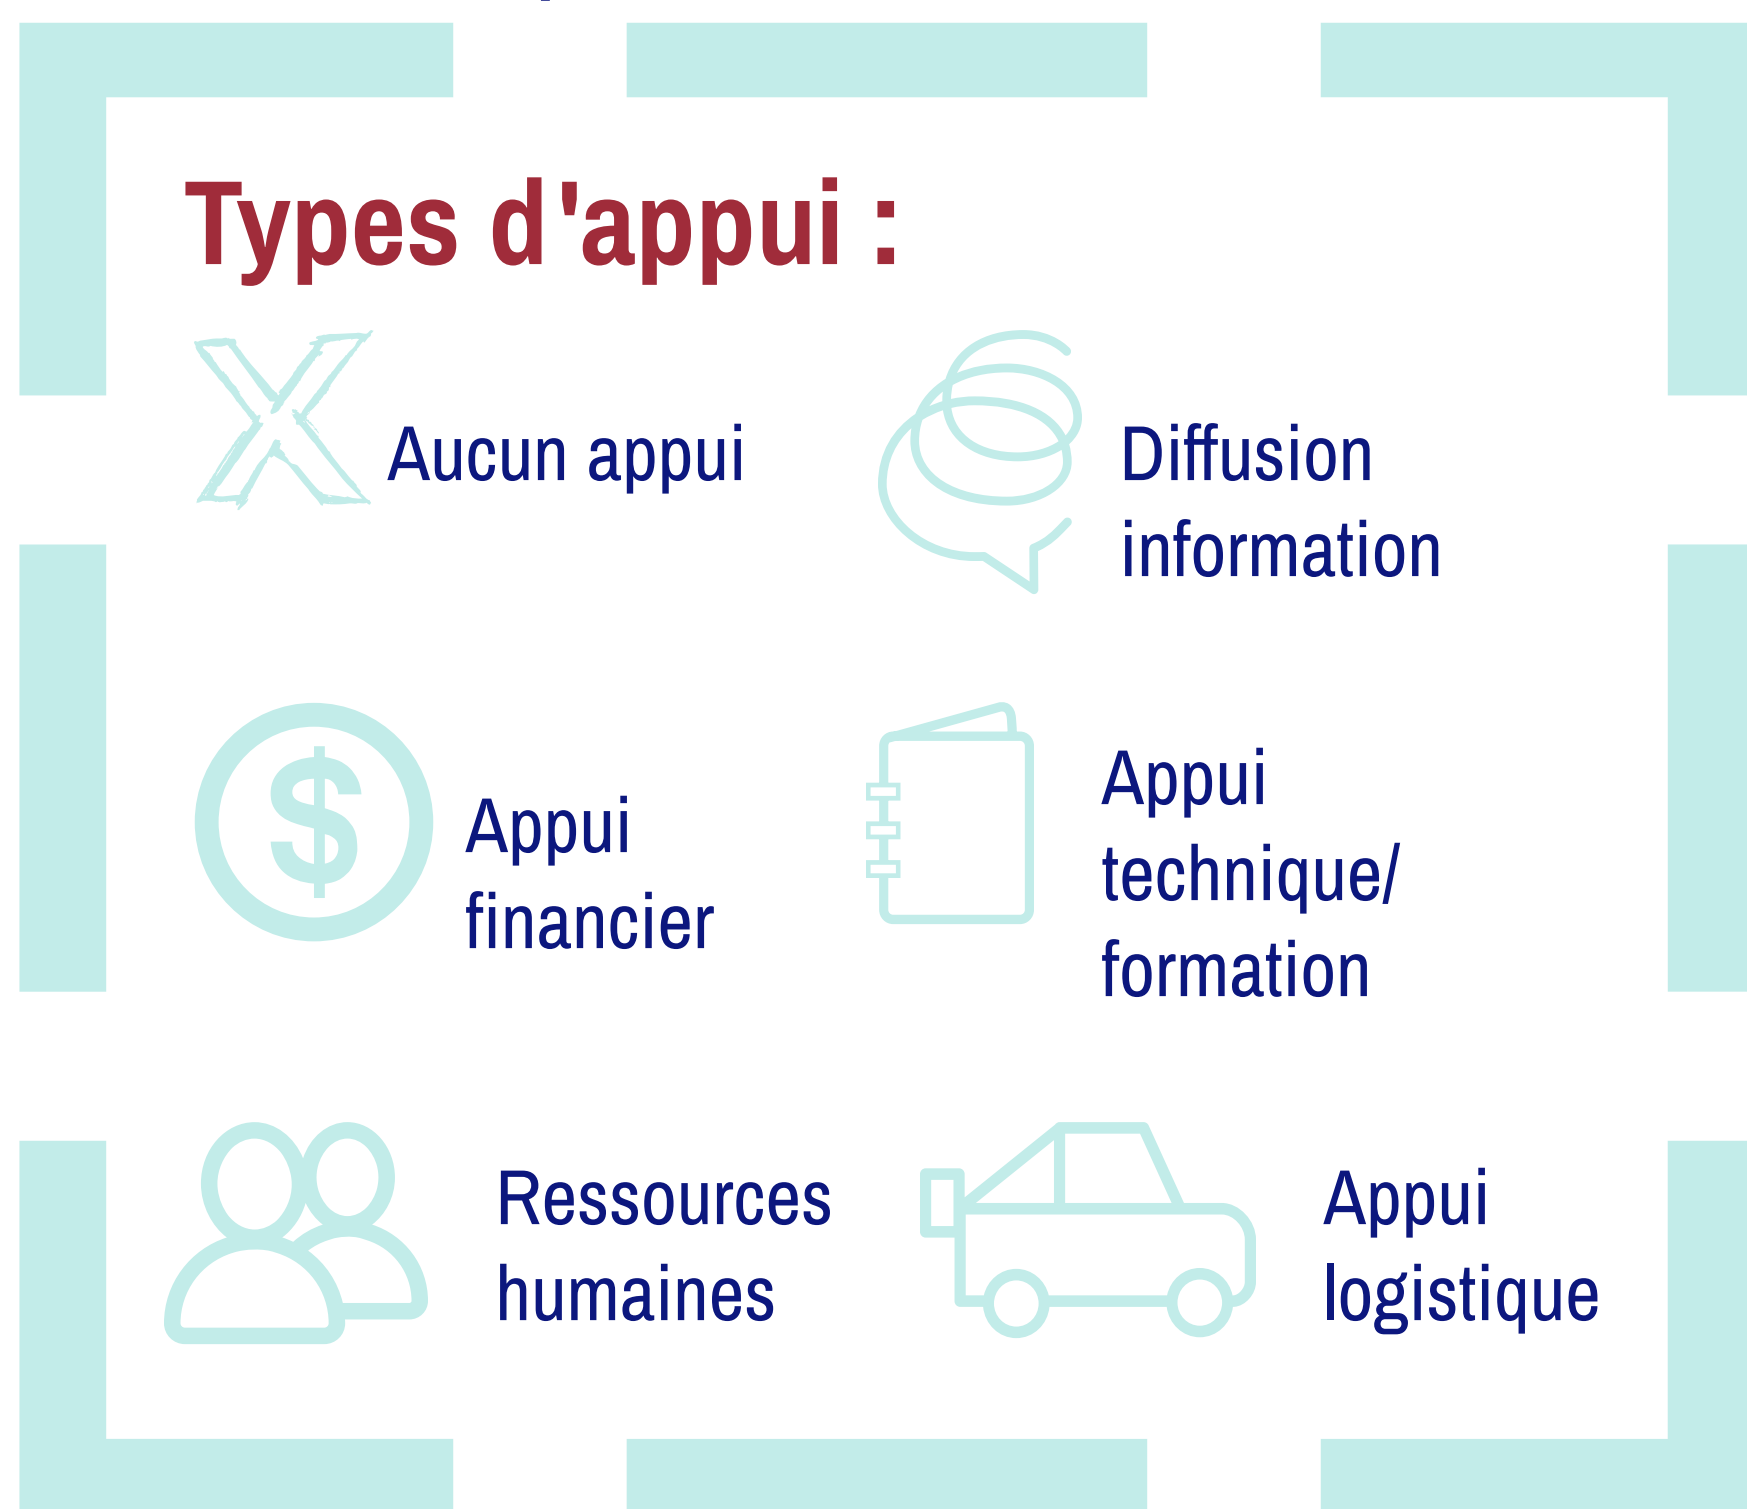 Types d'appui :
Aucun appui
Diffusion
information
Appui
financier
Appui
technique/
formation
Ressources
humaines
Appui
logistique